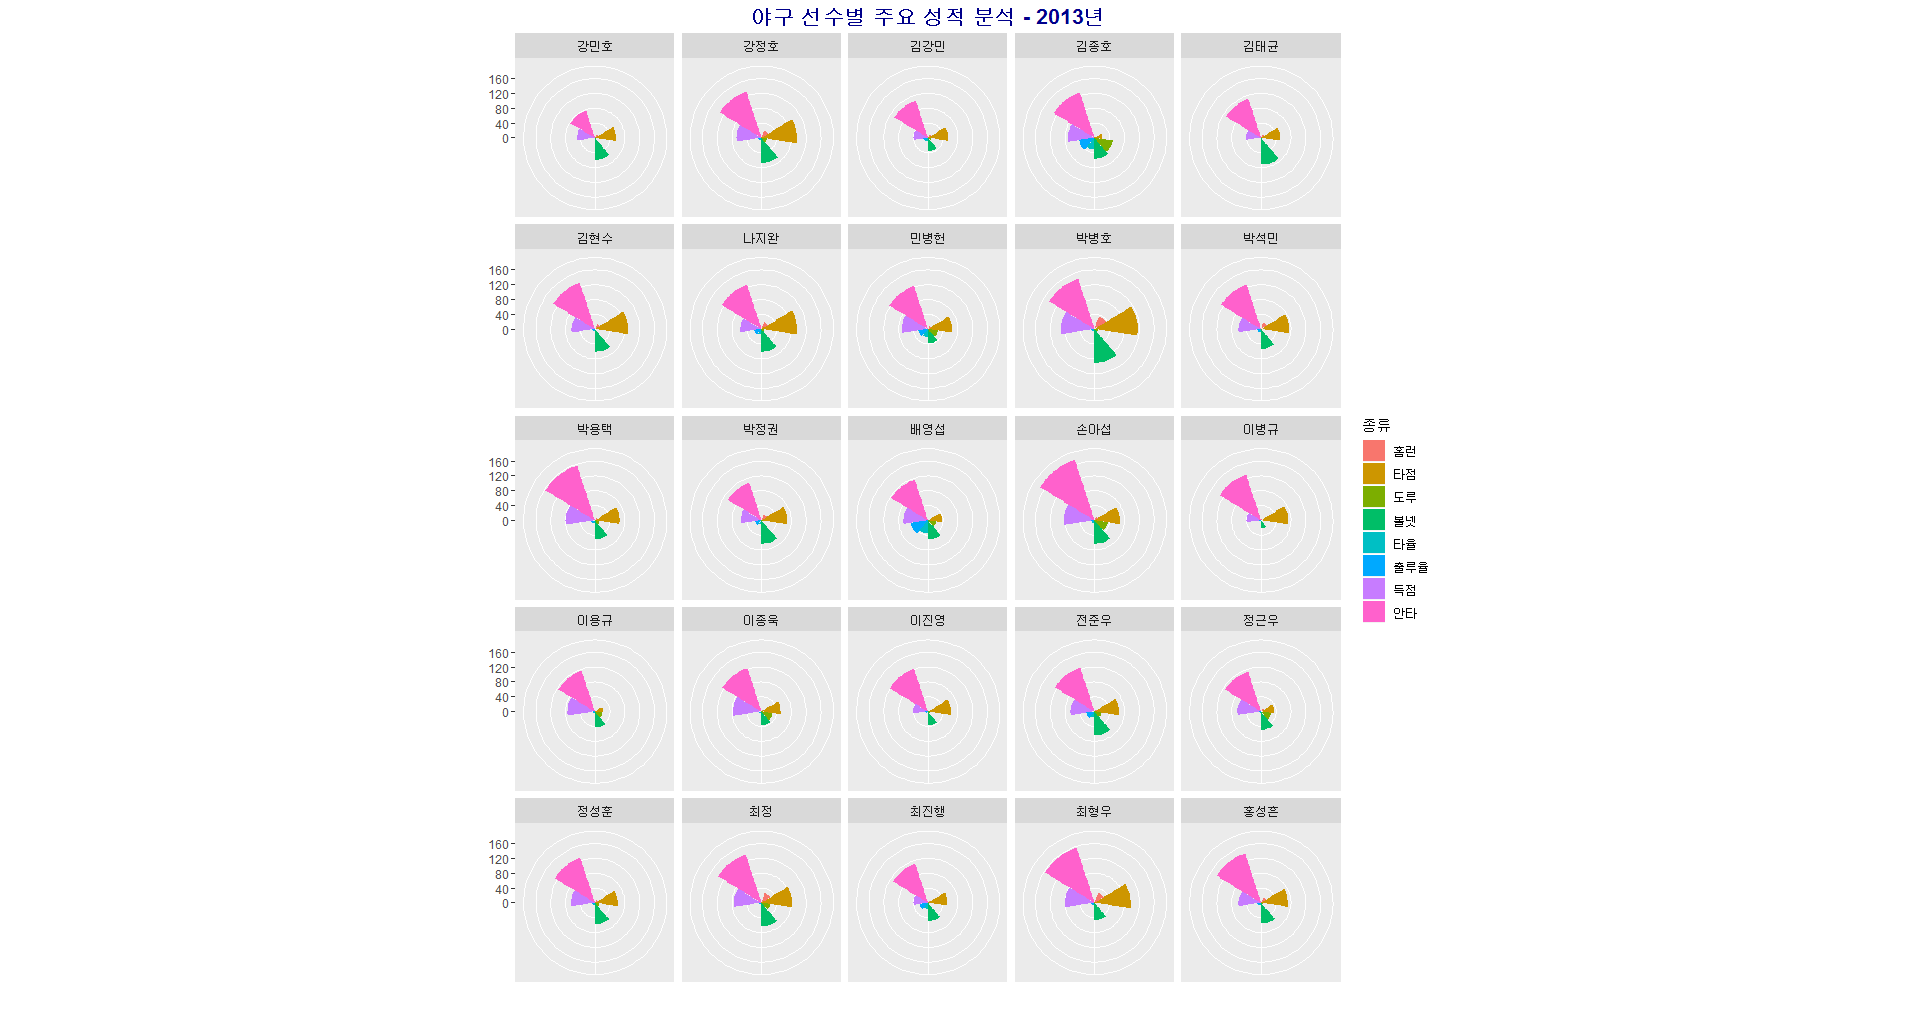 야구 선수별 주요 성적 분석 - 2013년
강민호 강정호 김강민 김종호 김태균
160
120
80
40
0
김현수 나지완 민병헌 박병호 박석민
160
120
80
40
0
박용택 박정권 배영섭 손아섭 이병규
160
120
80
40
0
이용규 이종욱 이진영 전준우 정근우
160
120
80
40
0
정성훈 최정 최진행 최형우 홍성흔
160
120
80
40
0
종류
홈런
타점
도루
볼넷
타율
출루율
득점
안타